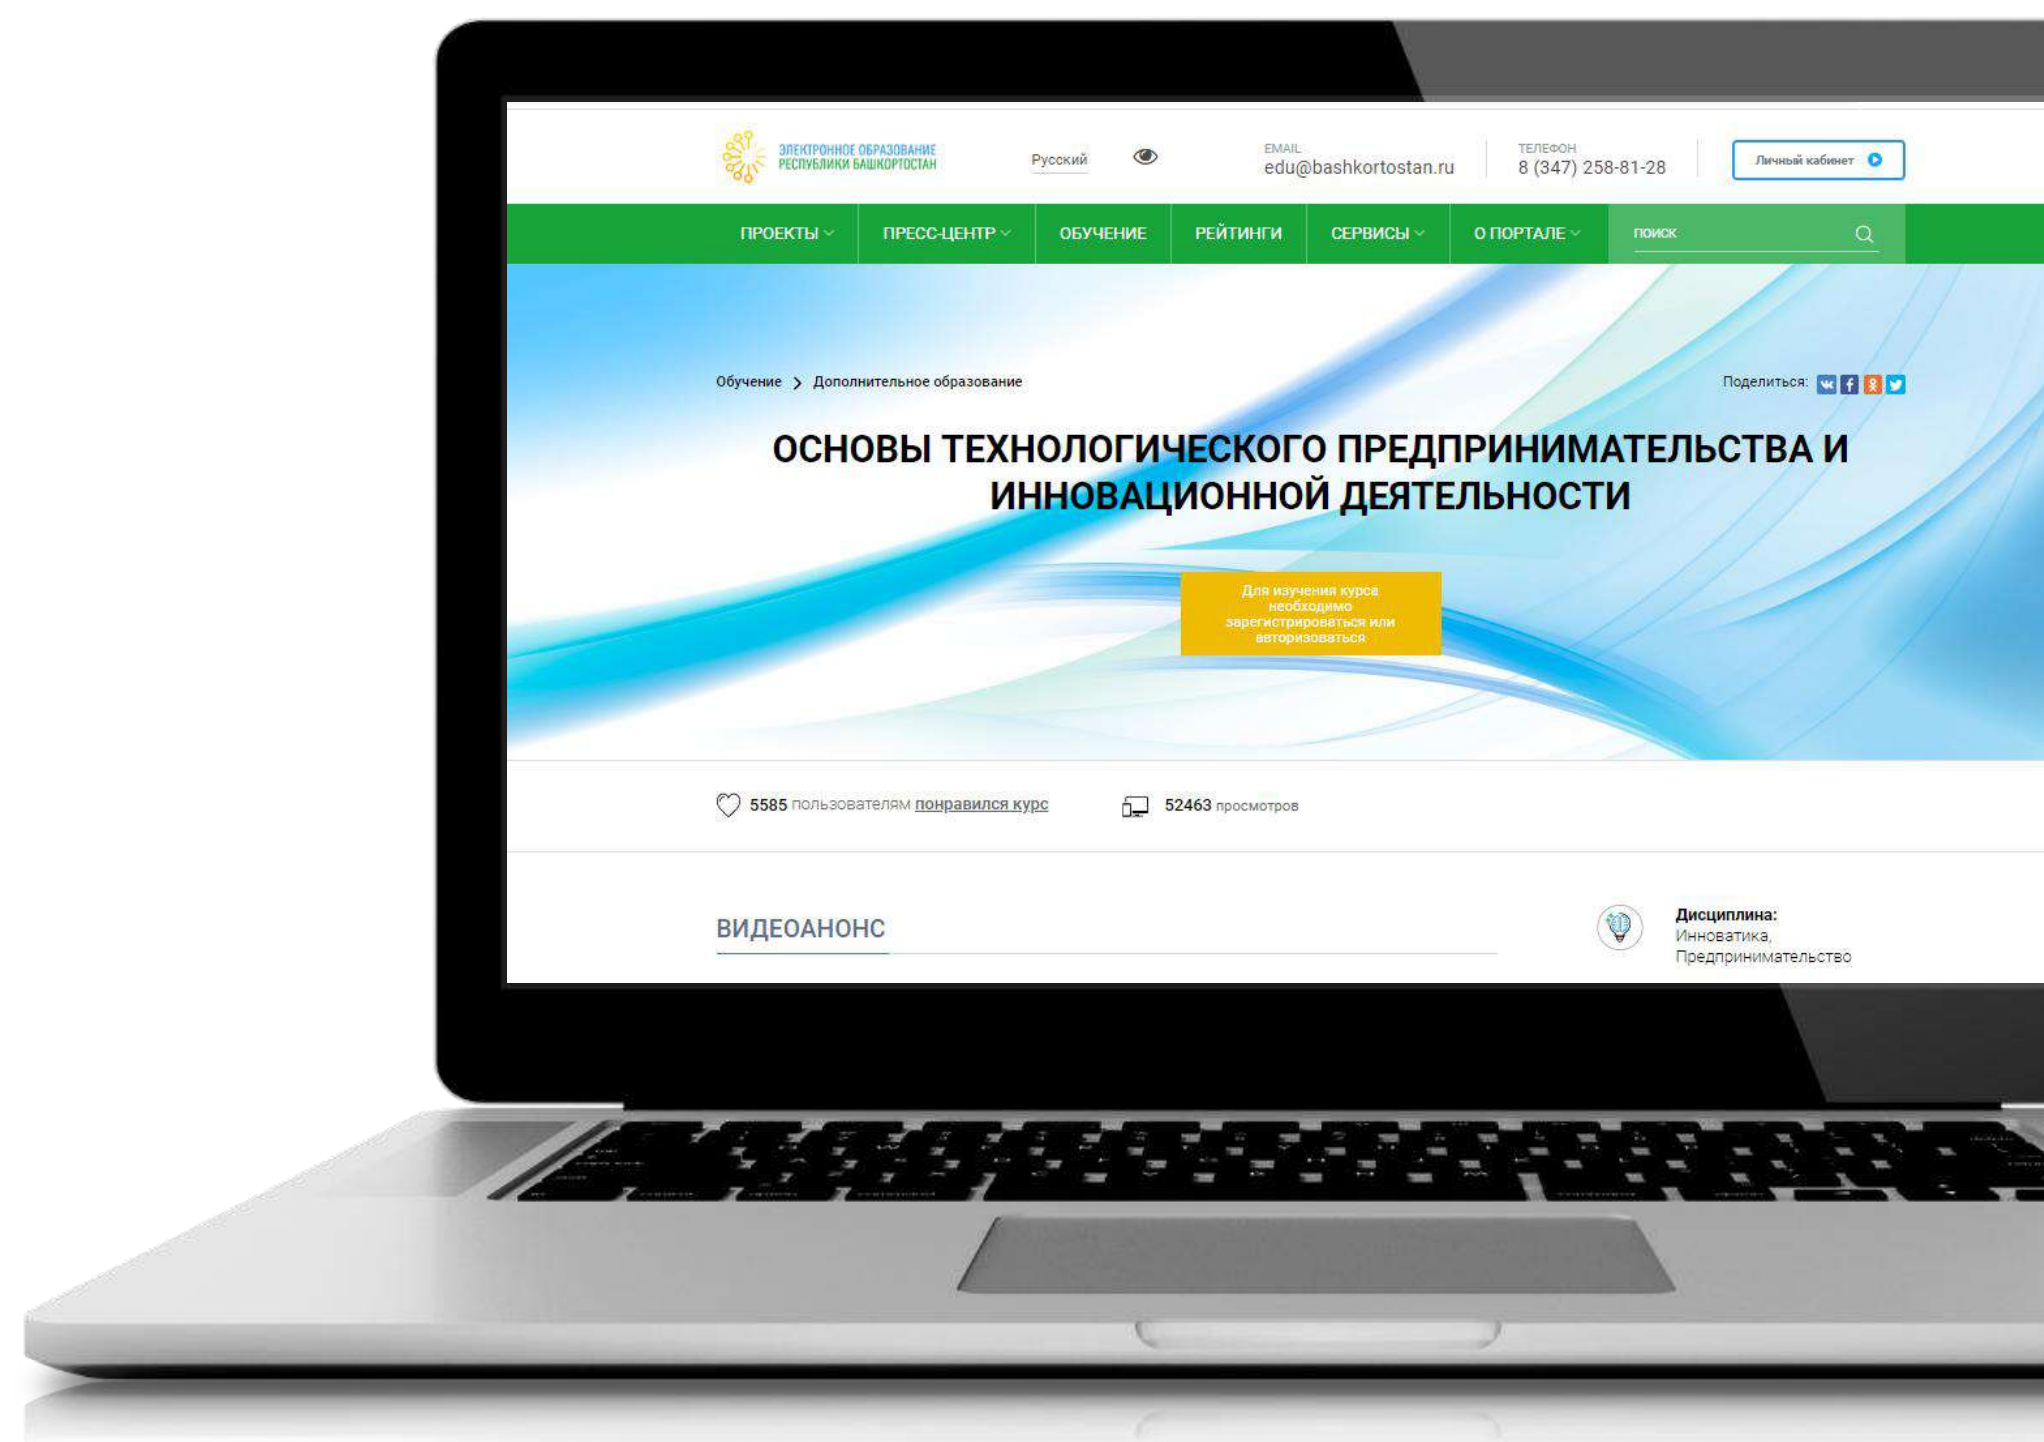 ЭЛЕКТРОННОЕ ОБРАЗОВАНИЕ
РЕСПУБЛИКИ БАШКОРТОСТАН
Русский
EMAIL
edu@bashkortostan.ru
ТЕЛЕФОН
8 (347) 258-81-28
Личный кабинет
ПРОЕКТЫ
ПРЕСС-ЦЕНТР
ОБУЧЕНИЕ
РЕЙТИНГИ
СЕРВИСЫ
О ПОРТАЛЕ
ПОИСК
Обучение > Дополнительное образование
Поделиться:
ОСНОВЫ ТЕХНОЛОГИЧЕСКОГО ПРЕДПРИНИМАТЕЛЬСТВА И
ИННОВАЦИОННОЙ ДЕЯТЕЛЬНОСТИ
Для изучения курса
необходимо
зарегистрироваться или
авторизоваться
5585 пользователям понравился курс
52463 просмотров
ВИДЕОАНОНС
Дисциплина:
Инноватика,
Предпринимательство